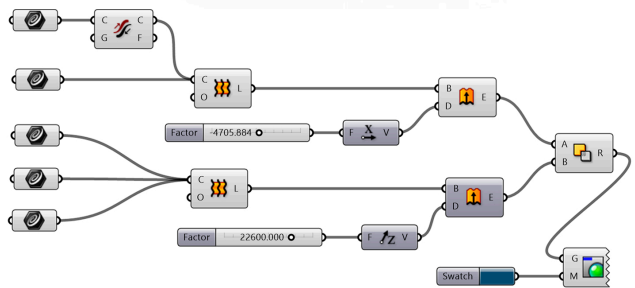 C C
G F
C L
O
B E
D
Factor -4705.884
F X V
A R
B
C L
O
B E
D
Factor 22600.000
F Z V
G
M
Swatch